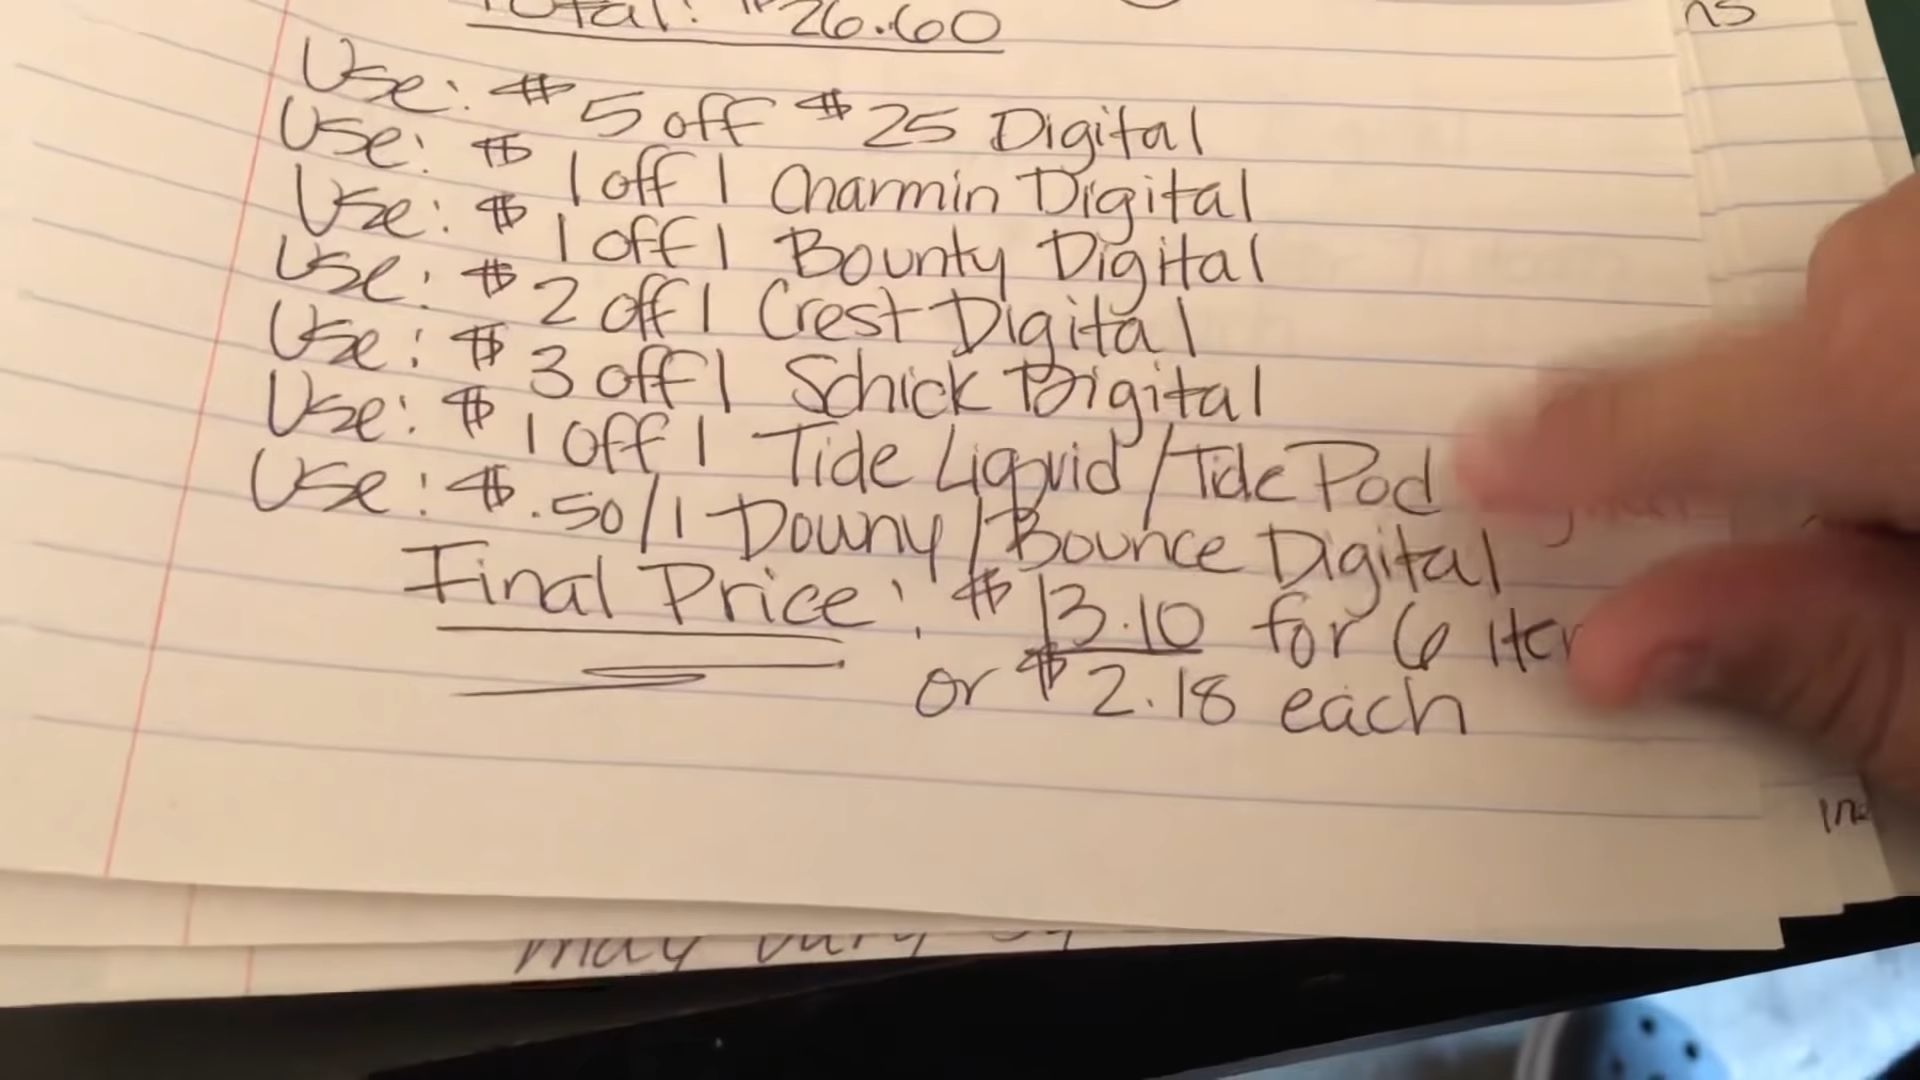 Total: $26.60
Use: $5 off $25 Digital
Use: $1 off 1 Charmin Digital
Use: $1 off 1 Bounty Digital
Use: $2 off 1 Crest Digital
Use: $3 off 1 Schick Digital
Use: $1 off 1 Tide Liquid/Tide Pod
Use: $.50/1 Downy/Bounce Digital
Final Price: $13.10 for 6
or $2.18 each
may vary